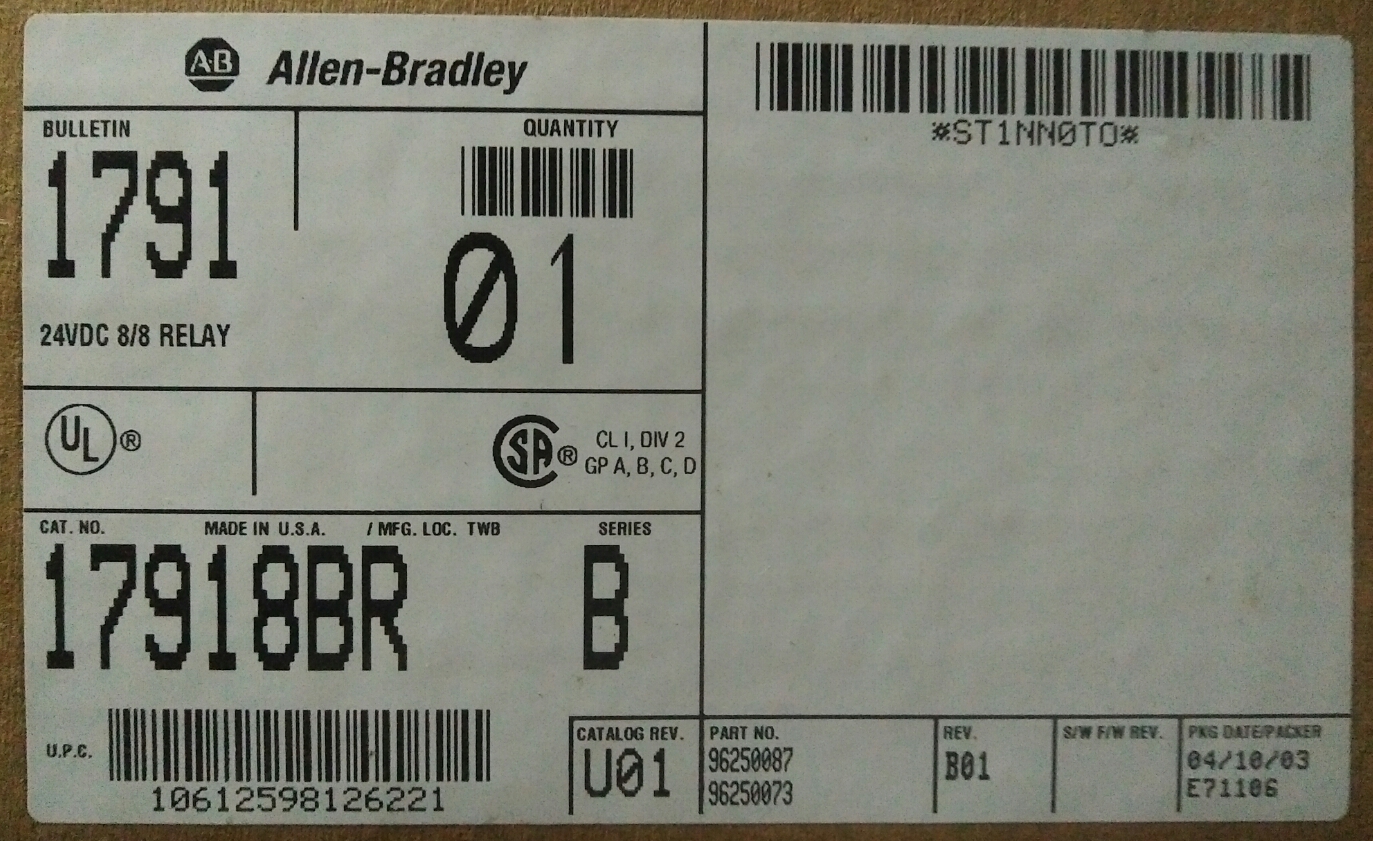 AB Allen-Bradley
*ST1NN0TO*
BULLETIN
1791
QUANTITY
01
24VDC 8/8 RELAY
UL®
CSA® CL I, DIV 2
GP A, B, C, D
CAT. NO. MADE IN U.S.A. / MFG. LOC. TWB SERIES
17918BR B
U.P.C.
10612598126221
CATALOG REV.
U01
PART NO.
96250087
96250073
REV.
B01
S/W F/W REV.
PKG DATE/PACKER
04/10/03
E71106